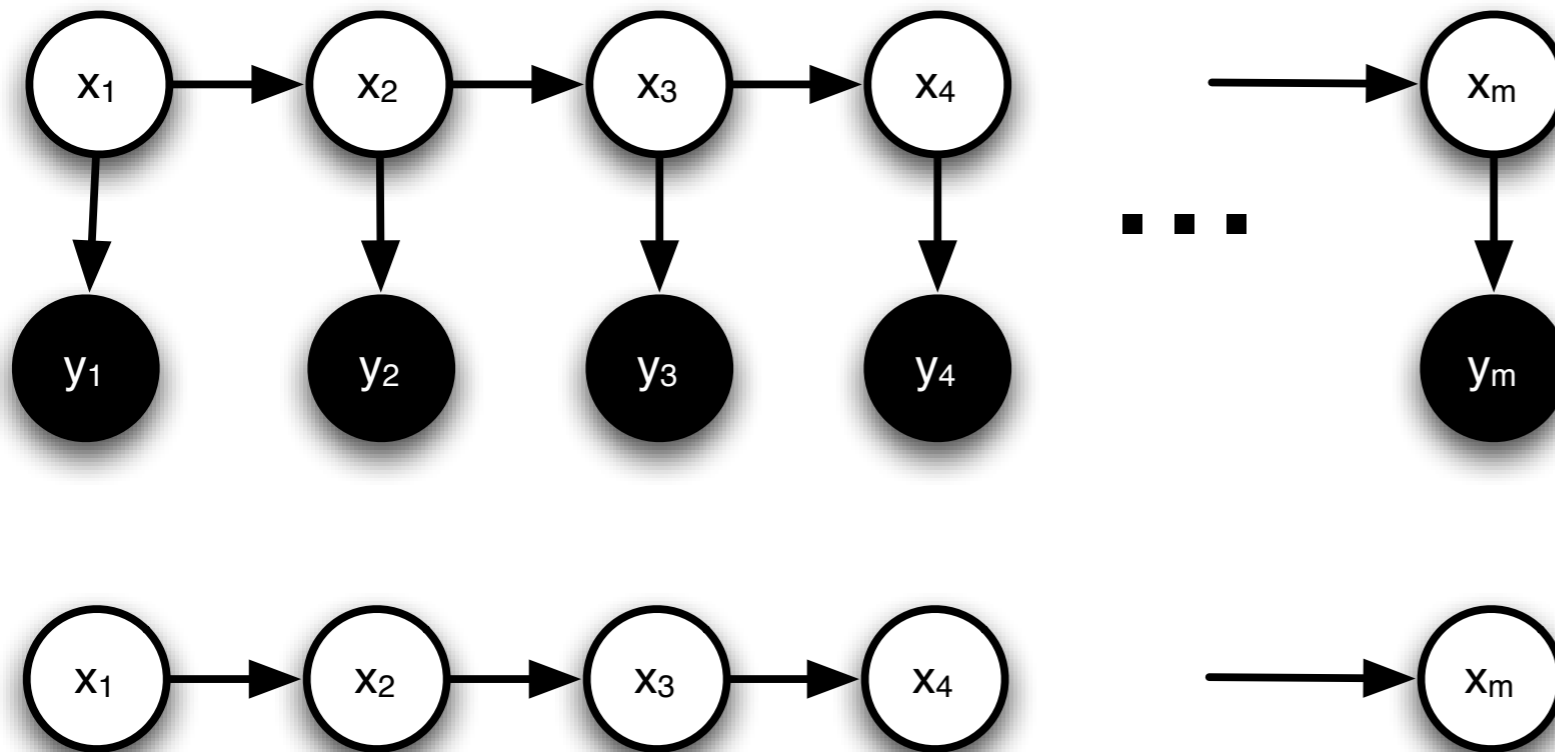 x₁ x₂ x₃ x₄ xₘ
...
y₁ y₂ y₃ y₄ yₘ
x₁ x₂ x₃ x₄ xₘ